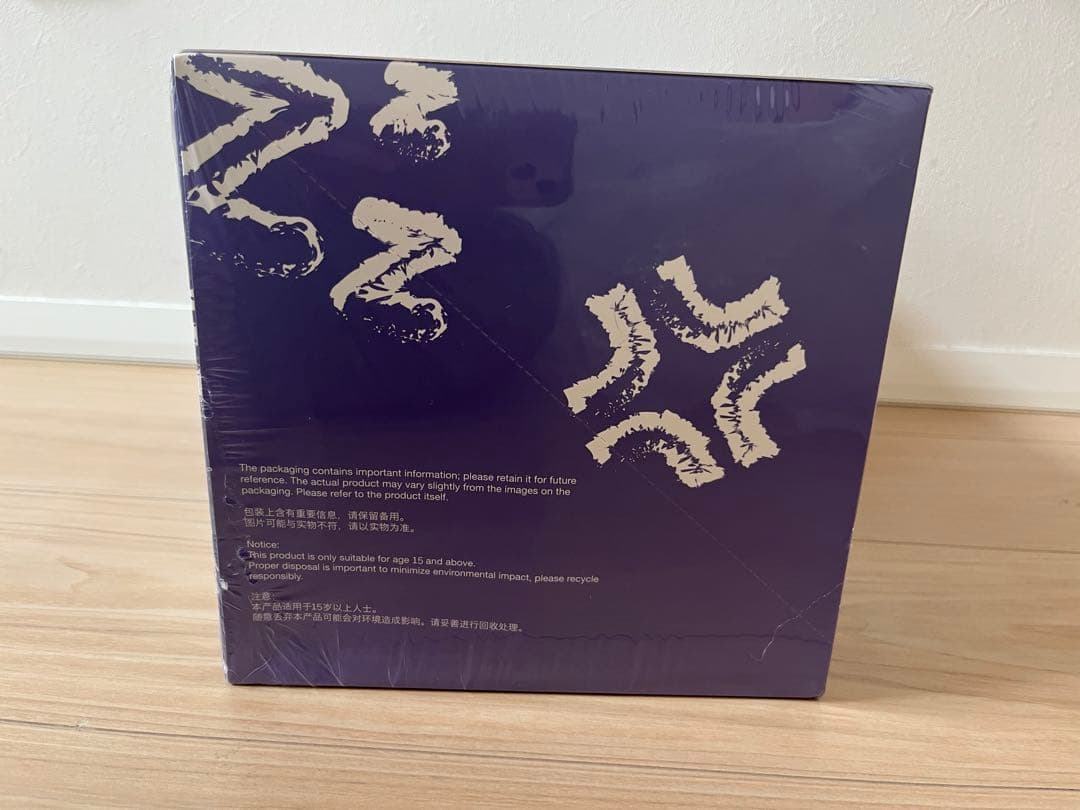 The packaging contains important information; please retain it for future
reference. The actual product may vary slightly from the images on the
packaging. Please refer to the product itself.
包装上含有重要信息，请保留备用。
图片可能与实物不符，请以实物为准。
Notice:
This product is only suitable for age 15 and above.
Proper disposal is important to minimize environmental impact, please recycle
responsibly.
注意:
本产品适用于15岁以上人士。
随意丢弃本产品可能会对环境造成影响。请妥善进行回收处理。